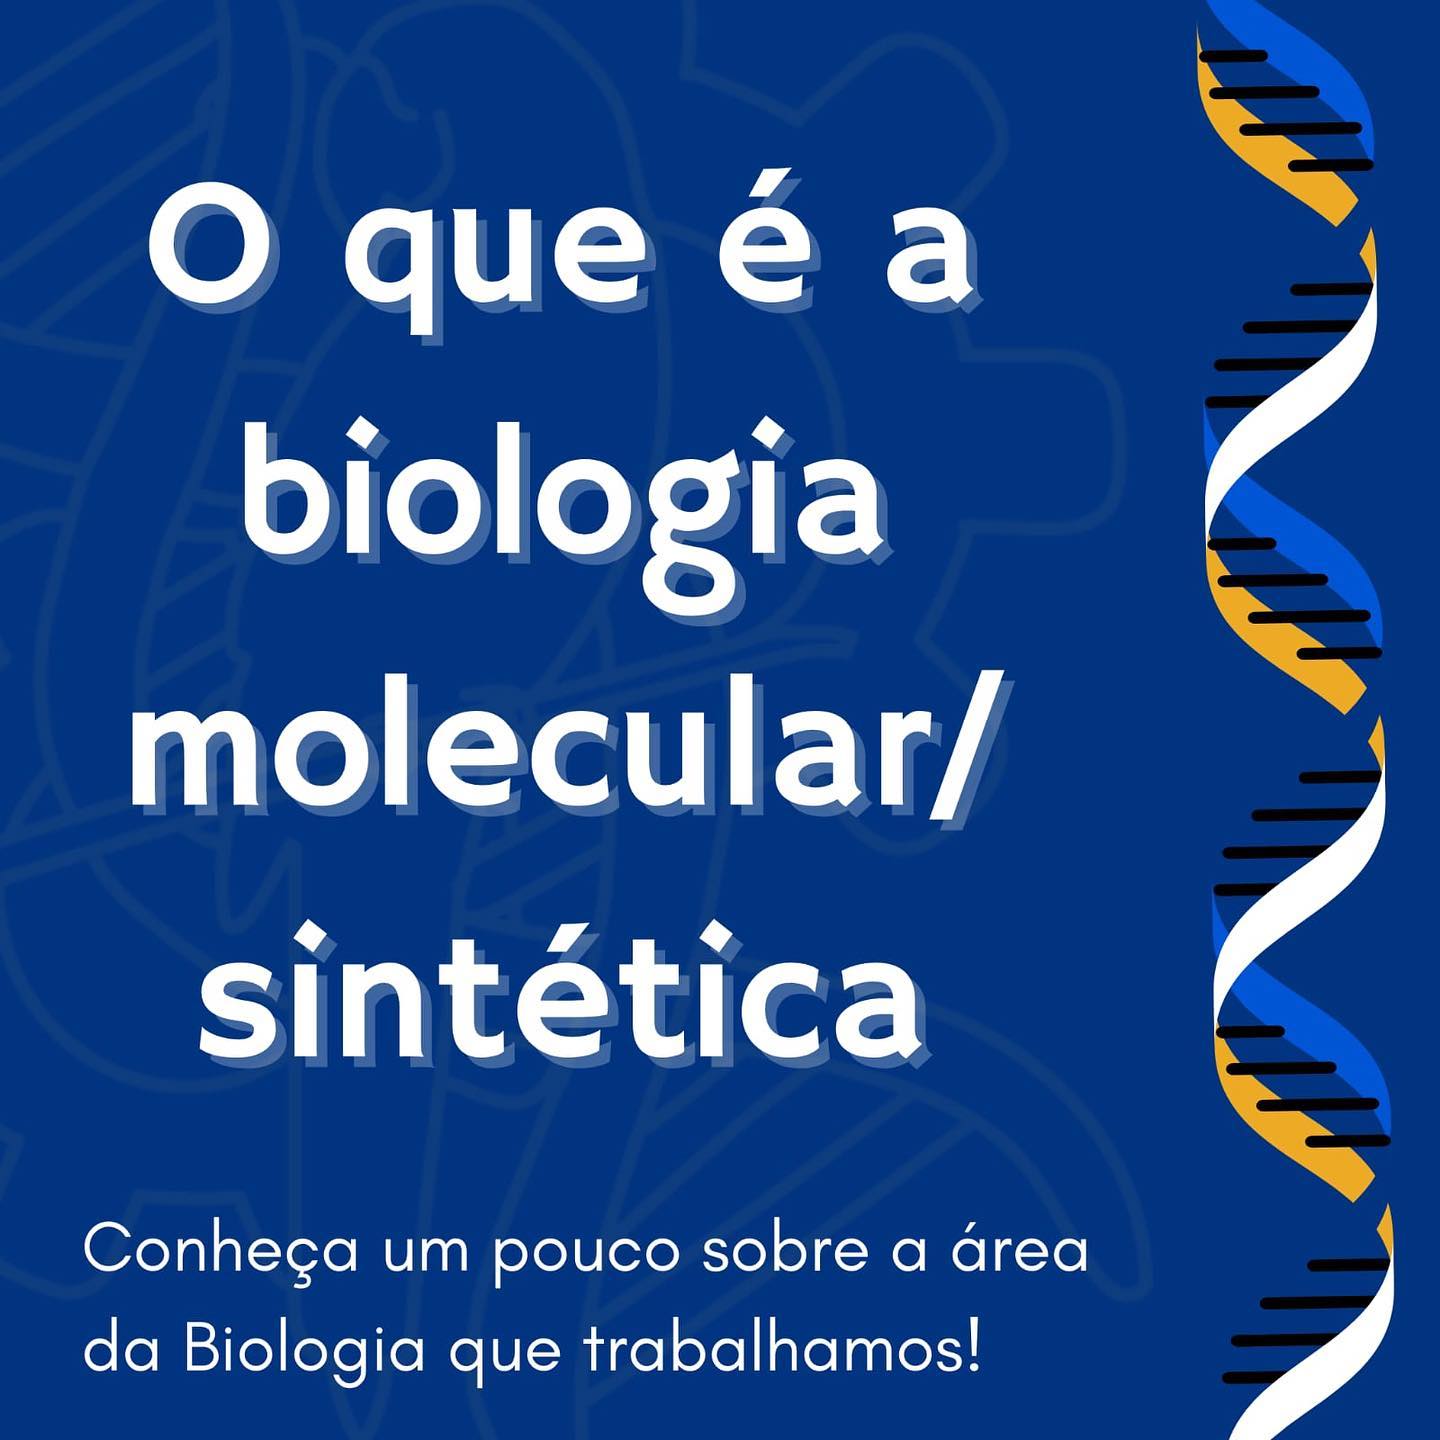 O que é a
biologia
molecular/
sintética
Conheça um pouco sobre a área
da Biologia que trabalhamos!